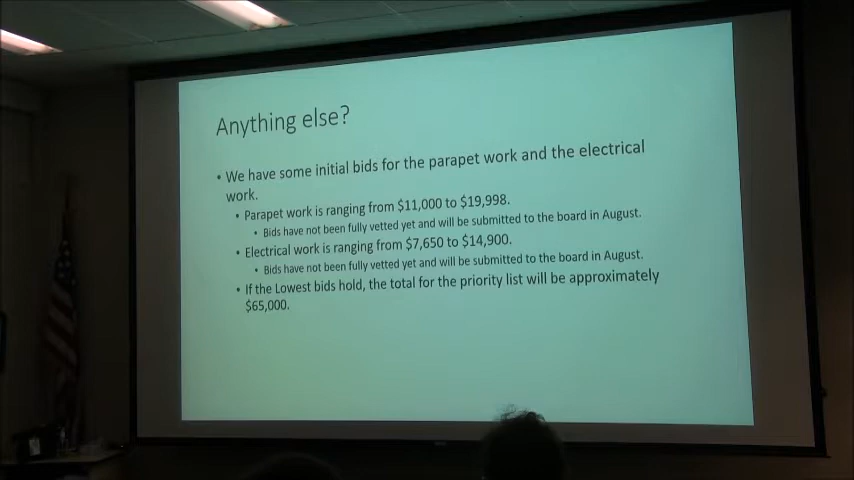 Anything else?
• We have some initial bids for the parapet work and the electrical
work.
• Parapet work is ranging from $11,000 to $19,998.
• Bids have not been fully vetted yet and will be submitted to the board in August.
• Electrical work is ranging from $7,650 to $14,900.
• Bids have not been fully vetted yet and will be submitted to the board in August.
• If the Lowest bids hold, the total for the priority list will be approximately
$65,000.